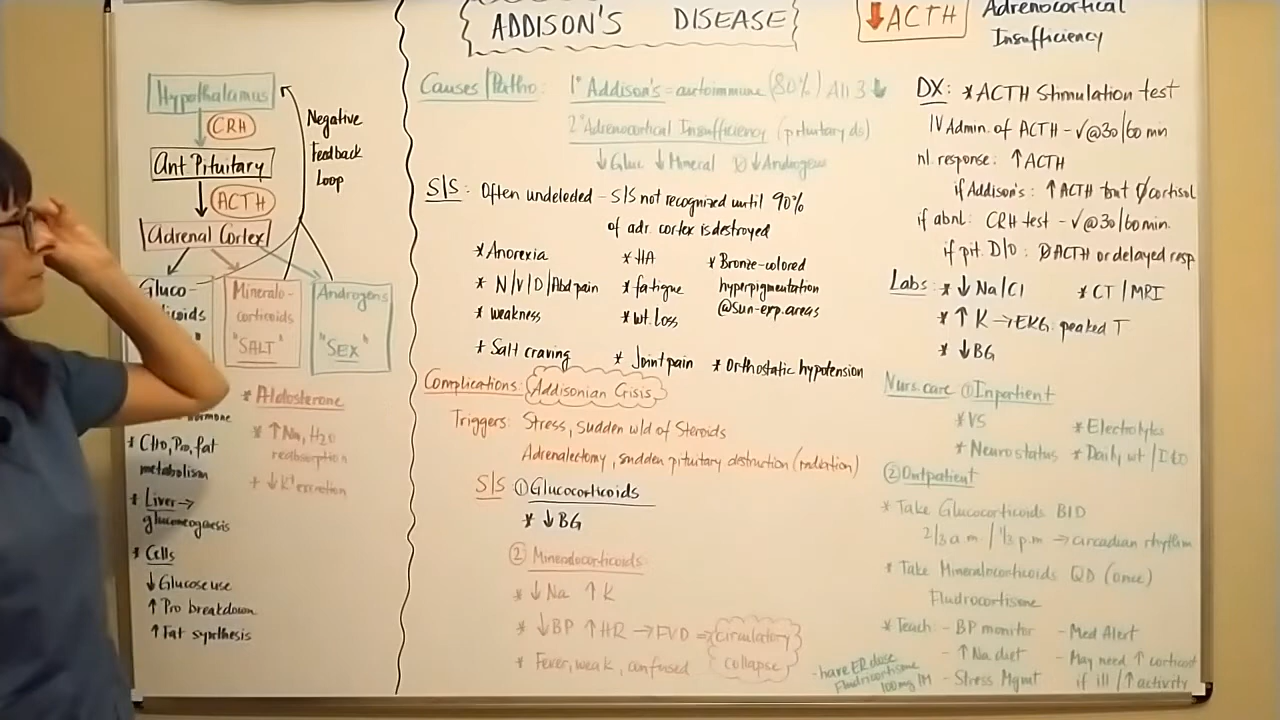 ADDISON'S DISEASE
↓ACTH
Adrenocortical
Insufficiency
Hypothalamus
CRH
Ant Pituitary
ACTH
Adrenal Cortex
Negative
Feedback
Loop
Gluco-
Mineralo-
corticoids
"SALT"
Androgens
"SEX"
* Aldosterone
* ↑Na, H₂O
reabsorption
+ ↓K⁺ excretion
* CHO, Pro, fat
metabolism
* Liver →
gluconeogenesis
* Cells
↓Glucose use
↑Pro breakdown
↑Fat synthesis
Causes/Patho: 1° Addison's = autoimmune (80%) All 3 ↓
2° Adrenocortical Insufficiency (pituitary ds)
↓Gluc ↓Mineral Ø↓Androgens
S/S: Often undeleded - S/S not recognized until 90%
of adr. cortex is destroyed
* Anorexia
* N/V/D/Abd pain
* weakness
* Salt craving
* HA
* fatigue
* wt. loss
* Joint pain
* Bronze-colored
hyperpigmentation
@ sun-exp. areas
* Orthostatic hypotension
Complications: Addisonian Crisis
Triggers: Stress, sudden w/d of Steroids
Adrenalectomy, sudden pituitary destruction (radiation)
S/S ① Glucocorticoids
* ↓BG
② Mineralocorticoids
* ↓Na ↑K
* ↓BP ↑HR → FVD ⇒ circulatory
collapse
* Fever, weak, confused
DX: * ACTH Stimulation test
IV Admin. of ACTH - √@30/60 min
nl. response: ↑ACTH
if Addison's: ↑ACTH but Ø cortisol
if abnl: CRH test - √@30/60min.
if pit. D/O: ØACTH or delayed resp
Labs: * ↓Na/Cl * CT/MRI
* ↑K → EKG: peaked T
* ↓BG
Nurs. care ① Inpatient
* VS
* Neurostatus
* Electrolytes
* Daily wt/I&O
② Outpatient
* Take Glucocorticoids BID
2/3 a.m / 1/3 p.m → circadian rhythm
* Take Mineralocorticoids QD (once)
Fludrocortisone
* Teach: - BP monitor
- ↑Na diet
- Stress Mgmt
- Med Alert
- May need ↑ corticost
if ill/↑activity
- have ER dose
100mg IM